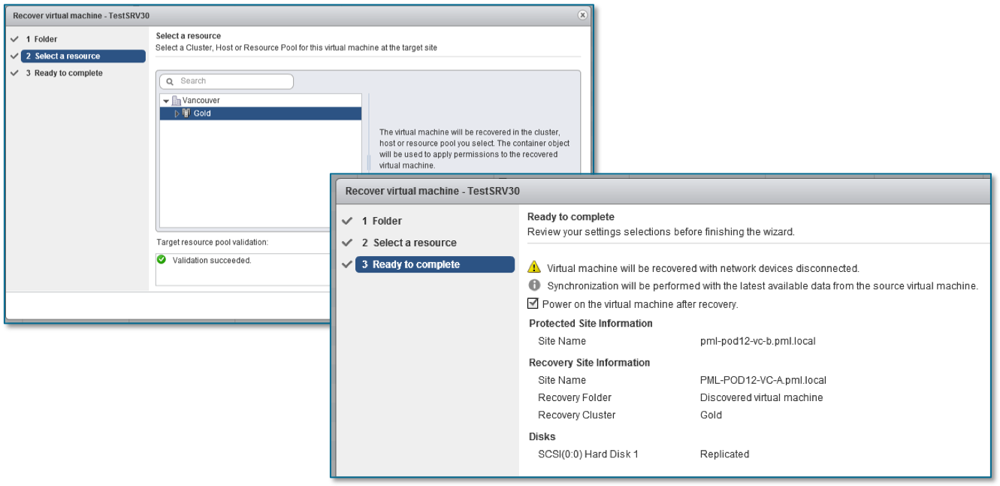 Recover virtual machine - TestSRV30
1 Folder
2 Select a resource
3 Ready to complete
Select a resource
Select a Cluster, Host or Resource Pool for this virtual machine at the target site
Search
Vancouver
Gold
The virtual machine will be recovered in the cluster,
host or resource pool you select. The container object
will be used to apply permissions to the recovered
virtual machine.
Target resource pool validation:
Validation succeeded.
Recover virtual machine - TestSRV30
1 Folder
2 Select a resource
3 Ready to complete
Ready to complete
Review your settings selections before finishing the wizard.
Virtual machine will be recovered with network devices disconnected.
Synchronization will be performed with the latest available data from the source virtual machine.
Power on the virtual machine after recovery.
Protected Site Information
Site Name pml-pod12-vc-b.pml.local
Recovery Site Information
Site Name PML-POD12-VC-A.pml.local
Recovery Folder Discovered virtual machine
Recovery Cluster Gold
Disks
SCSI(0:0) Hard Disk 1 Replicated